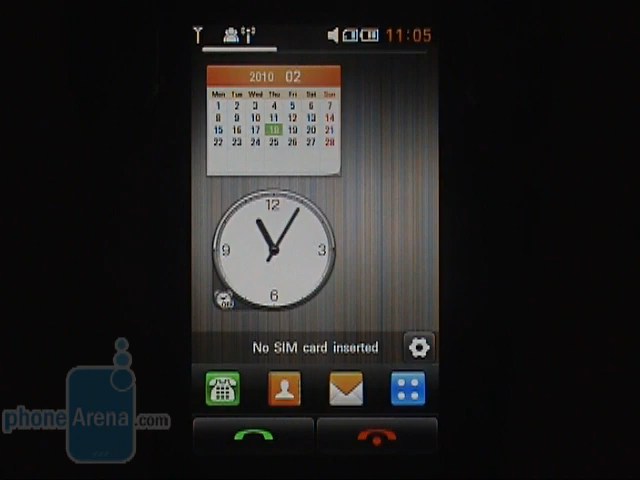 11:05
2010 02
Mon Tue Wed Thu Fri Sat Sun
1 2 3 4 5 6 7
8 9 10 11 12 13 14
15 16 17 18 19 20 21
22 23 24 25 26 27 28
12
9 3
6
OFF
No SIM card inserted
phoneArena.com